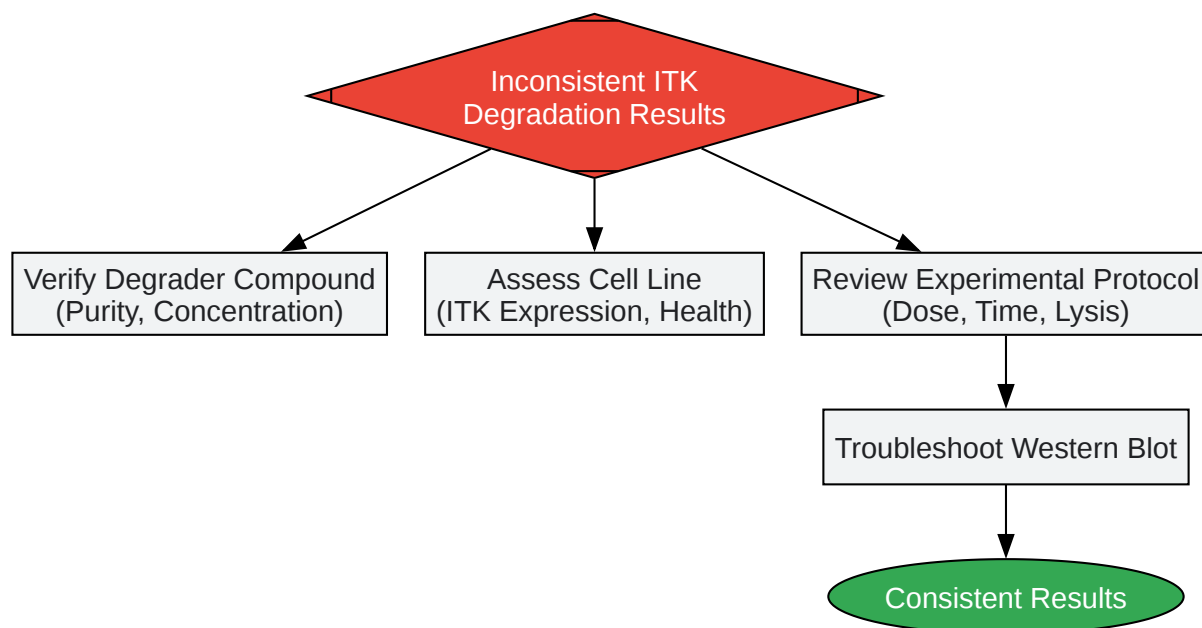 Inconsistent ITK
Degradation Results
Verify Degrader Compound
(Purity, Concentration)
Assess Cell Line
(ITK Expression, Health)
Review Experimental Protocol
(Dose, Time, Lysis)
Troubleshoot Western Blot
Consistent Results